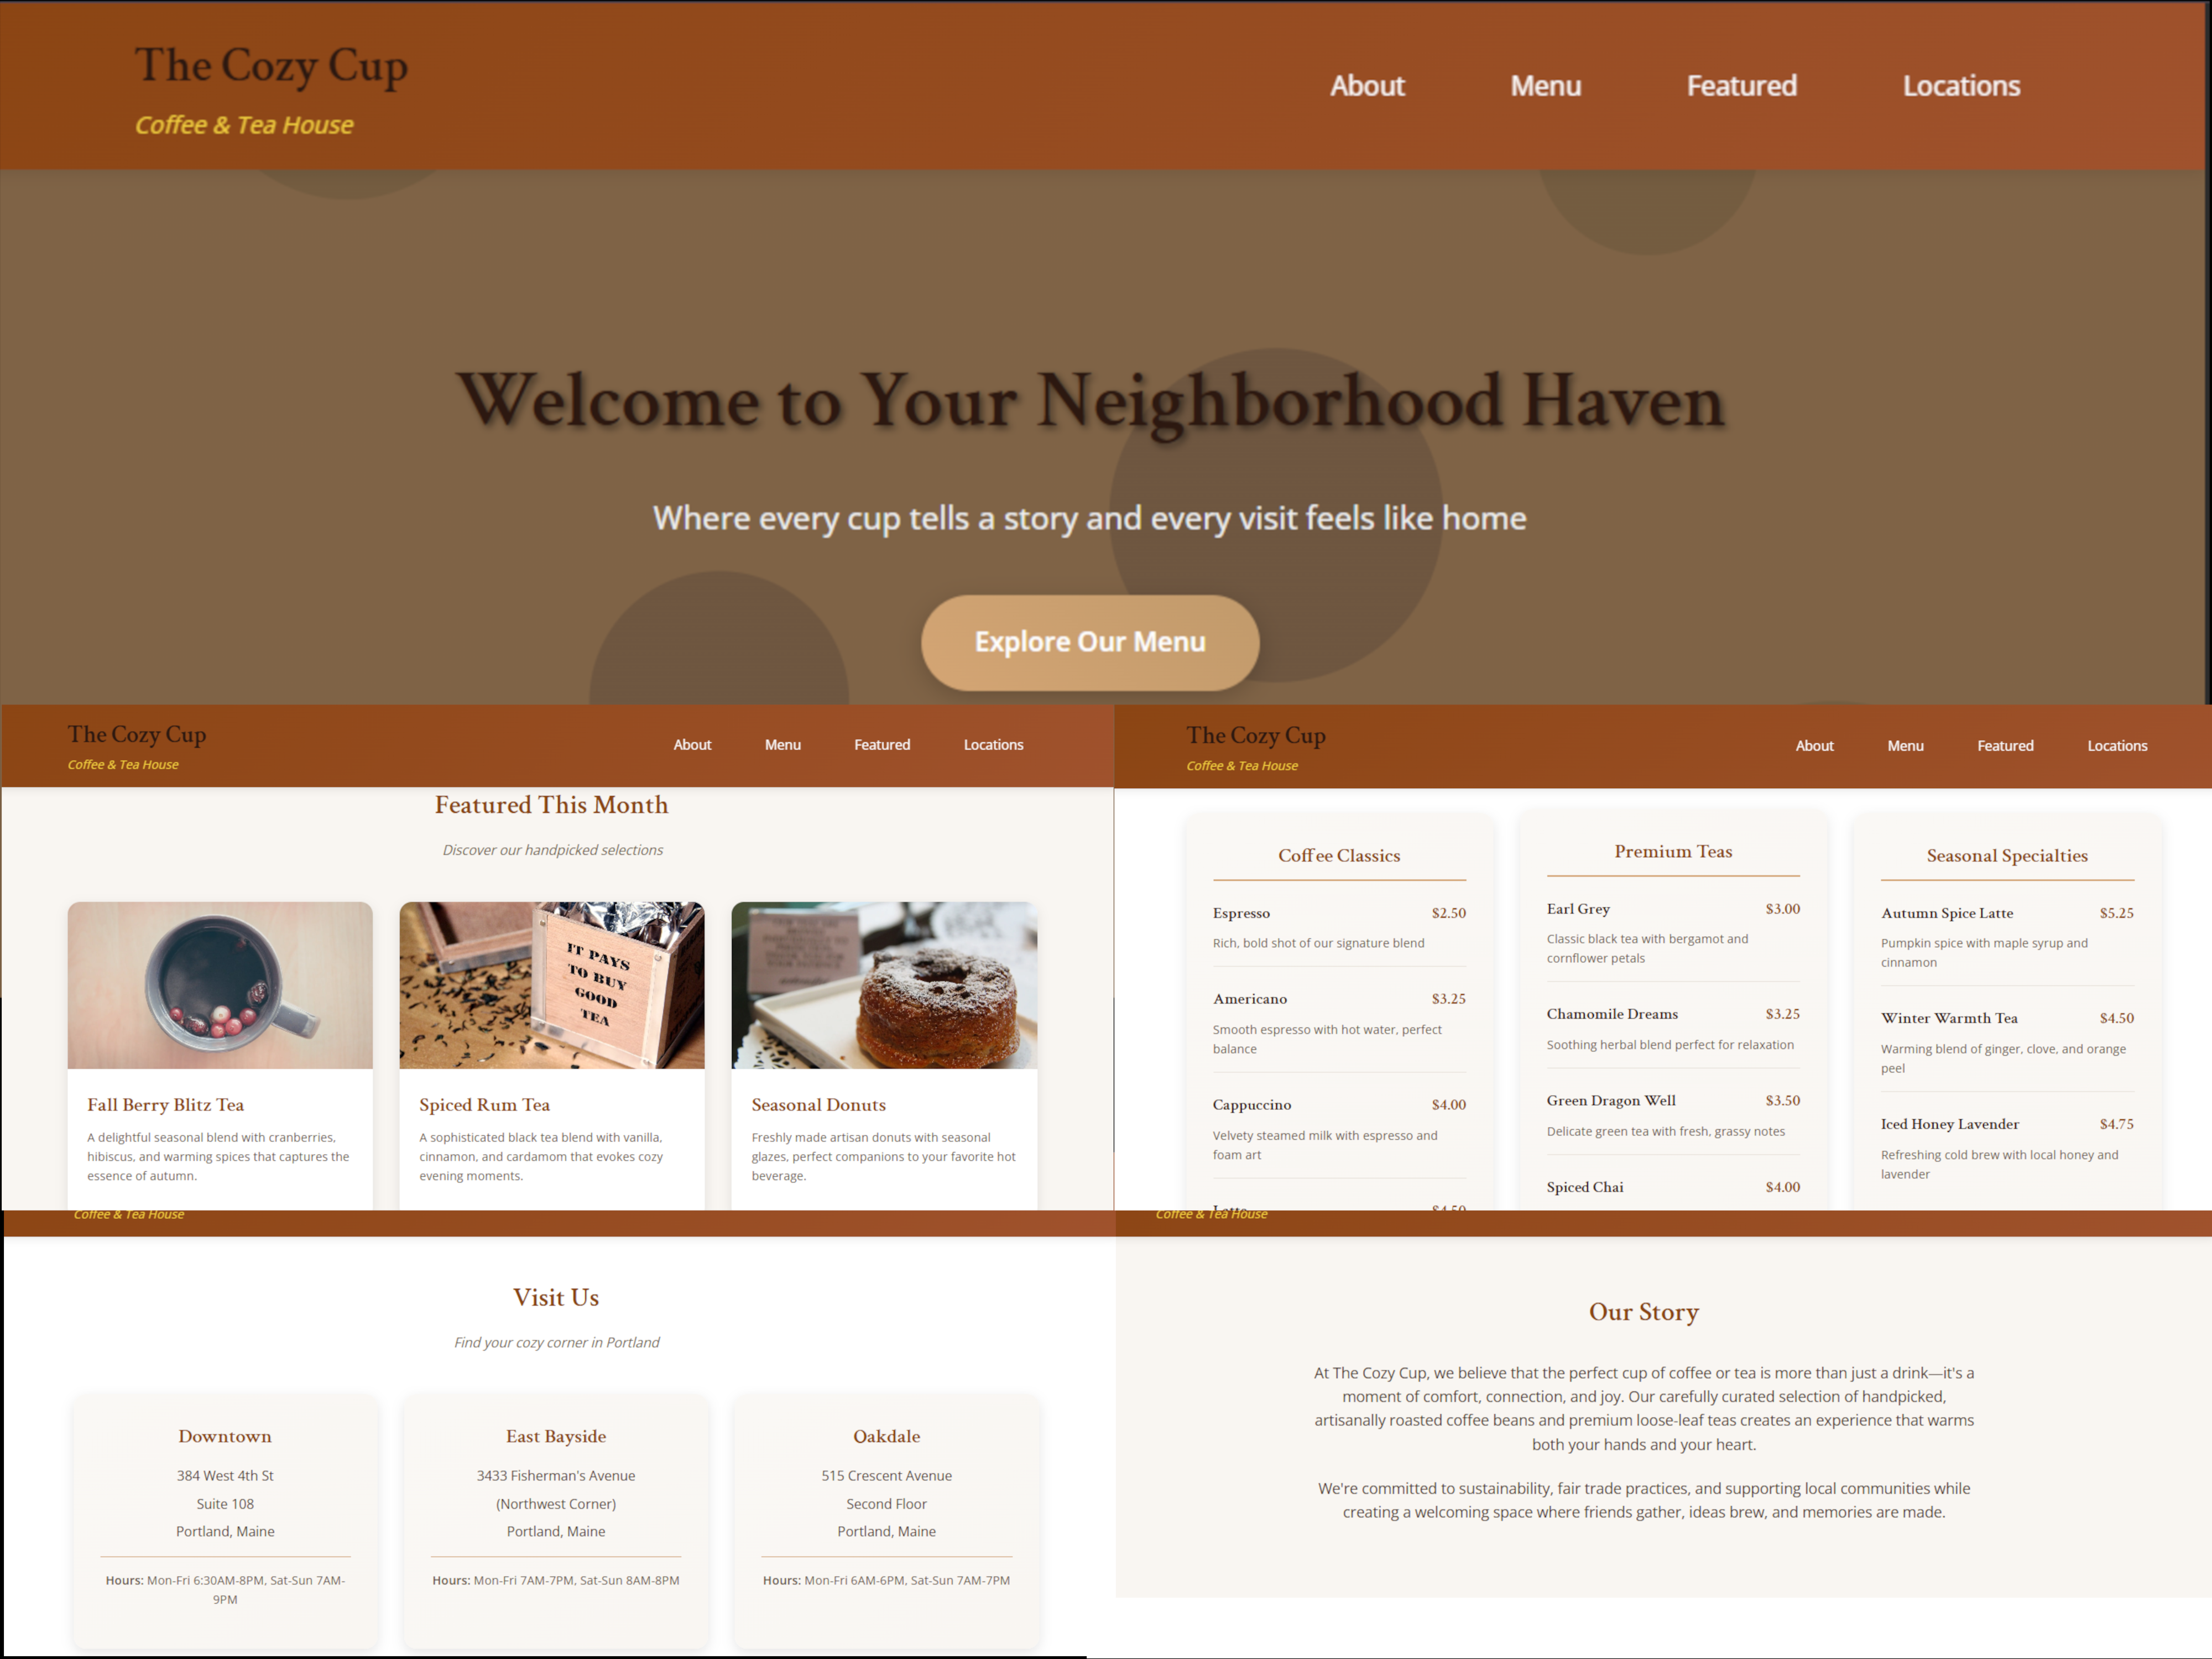 The Cozy Cup
Coffee & Tea House
About Menu Featured Locations
Welcome to Your Neighborhood Haven
Where every cup tells a story and every visit feels like home
Explore Our Menu
The Cozy Cup
Coffee & Tea House
About Menu Featured Locations
Featured This Month
Discover our handpicked selections
IT PAYS
TO BUY
GOOD
TEA
Fall Berry Blitz Tea
A delightful seasonal blend with cranberries,
hibiscus, and warming spices that captures the
essence of autumn.
Spiced Rum Tea
A sophisticated black tea blend with vanilla,
cinnamon, and cardamom that evokes cozy
evening moments.
Seasonal Donuts
Freshly made artisan donuts with seasonal
glazes, perfect companions to your favorite hot
beverage.
The Cozy Cup
Coffee & Tea House
About Menu Featured Locations
Coffee Classics
Espresso $2.50
Rich, bold shot of our signature blend
Americano $3.25
Smooth espresso with hot water, perfect
balance
Cappuccino $4.00
Velvety steamed milk with espresso and
foam art
Premium Teas
Earl Grey $3.00
Classic black tea with bergamot and
cornflower petals
Chamomile Dreams $3.25
Soothing herbal blend perfect for relaxation
Green Dragon Well $3.50
Delicate green tea with fresh, grassy notes
Spiced Chai $4.00
Seasonal Specialties
Autumn Spice Latte $5.25
Pumpkin spice with maple syrup and
cinnamon
Winter Warmth Tea $4.50
Warming blend of ginger, clove, and orange
peel
Iced Honey Lavender $4.75
Refreshing cold brew with local honey and
lavender
Coffee & Tea House
Visit Us
Find your cozy corner in Portland
Downtown
384 West 4th St
Suite 108
Portland, Maine
Hours: Mon-Fri 6:30AM-8PM, Sat-Sun 7AM-
9PM
East Bayside
3433 Fisherman's Avenue
(Northwest Corner)
Portland, Maine
Hours: Mon-Fri 7AM-7PM, Sat-Sun 8AM-8PM
Oakdale
515 Crescent Avenue
Second Floor
Portland, Maine
Hours: Mon-Fri 6AM-6PM, Sat-Sun 7AM-7PM
Coffee & Tea House
Our Story
At The Cozy Cup, we believe that the perfect cup of coffee or tea is more than just a drink—it's a
moment of comfort, connection, and joy. Our carefully curated selection of handpicked,
artisanally roasted coffee beans and premium loose-leaf teas creates an experience that warms
both your hands and your heart.
We're committed to sustainability, fair trade practices, and supporting local communities while
creating a welcoming space where friends gather, ideas brew, and memories are made.